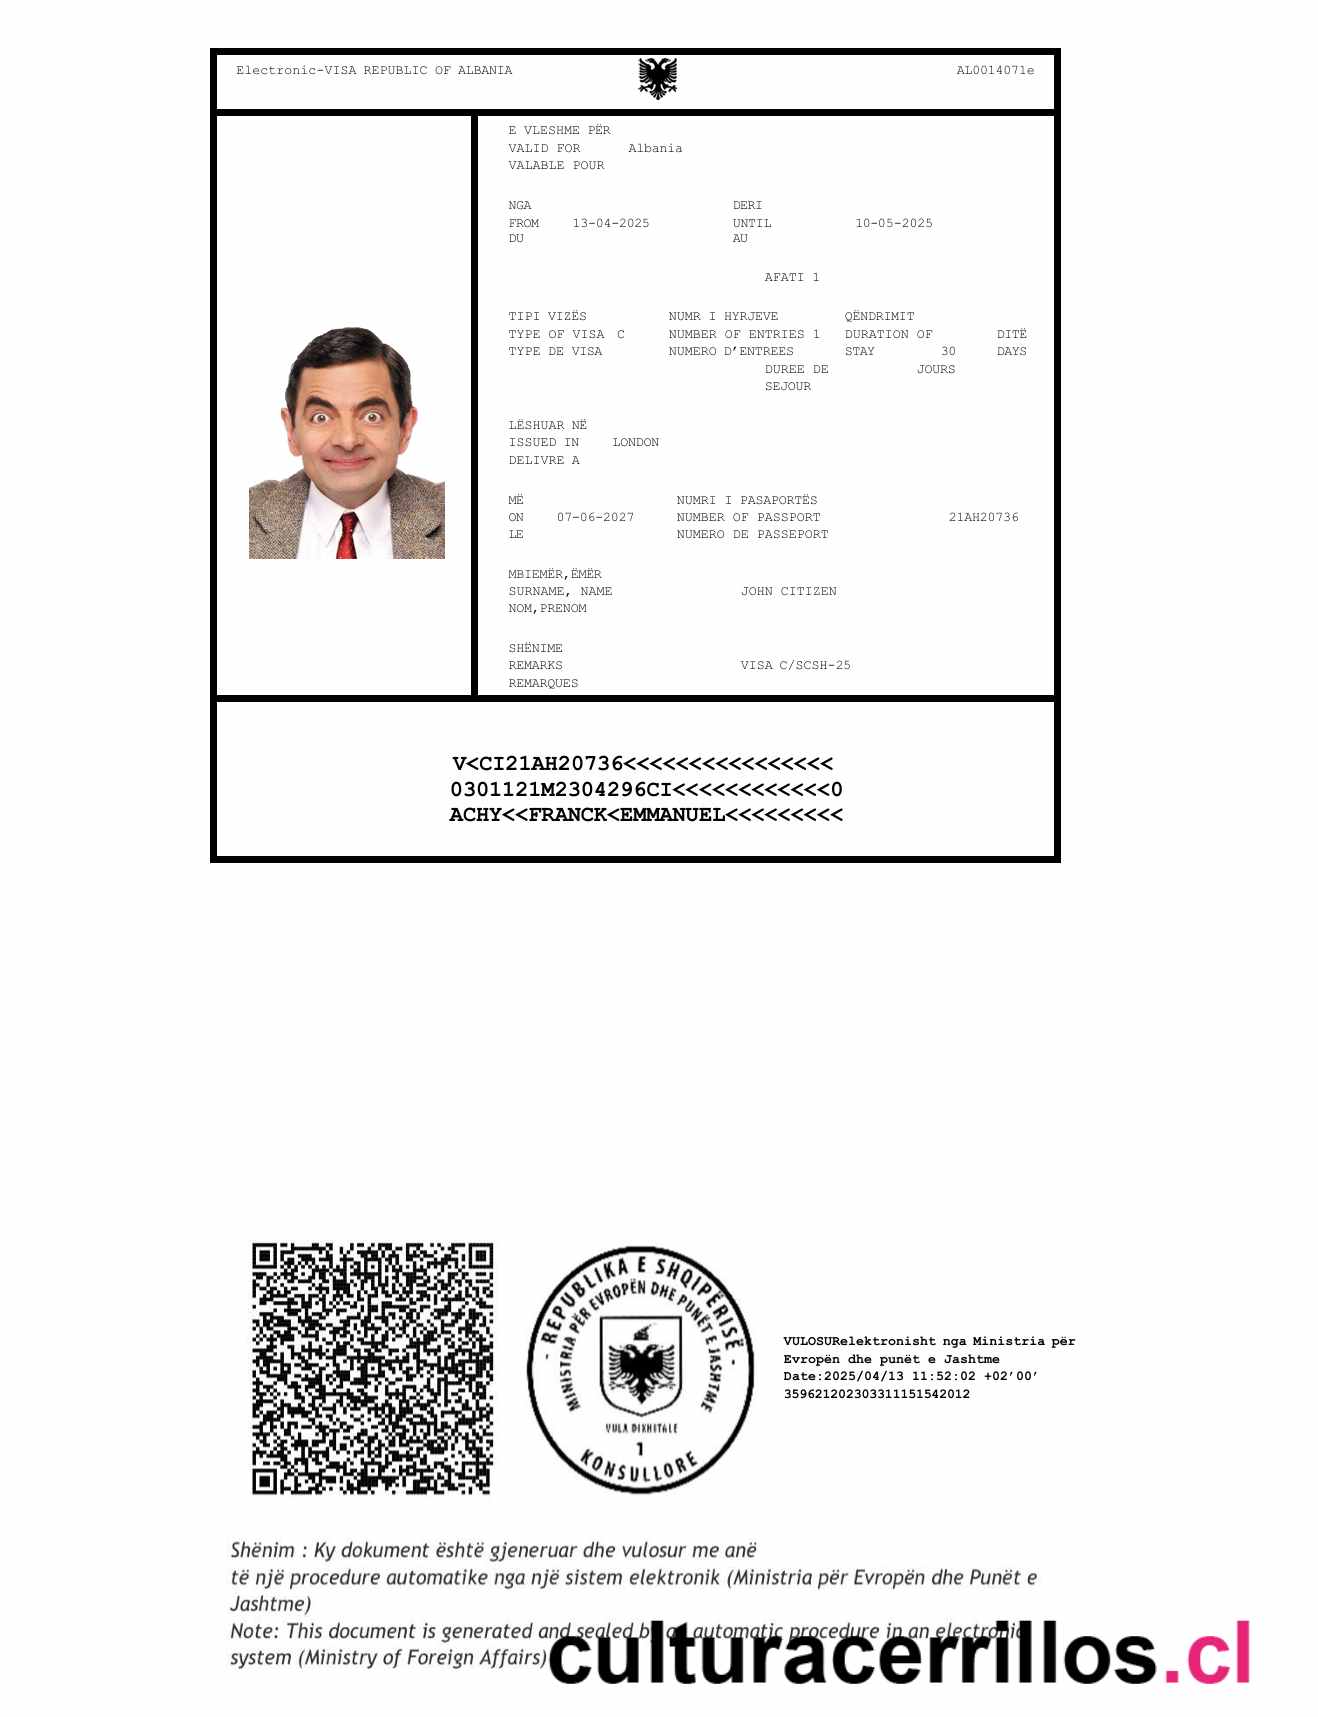 Electronic-VISA REPUBLIC OF ALBANIA AL0014071e
E VLESHME PËR
VALID FOR Albania
VALABLE POUR
NGA DERI
FROM 13-04-2025 UNTIL 10-05-2025
DU AU
AFATI 1
TIPI VIZËS NUMR I HYRJEVE QËNDRIMIT
TYPE OF VISA C NUMBER OF ENTRIES 1 DURATION OF DITË
TYPE DE VISA NUMERO D’ENTREES STAY 30 DAYS
DUREE DE JOURS
SEJOUR
LËSHUAR NË
ISSUED IN LONDON
DELIVRE A
MË NUMRI I PASAPORTËS
ON 07-06-2027 NUMBER OF PASSPORT 21AH20736
LE NUMERO DE PASSEPORT
MBIEMËR,ËMËR
SURNAME, NAME JOHN CITIZEN
NOM,PRENOM
SHËNIME
REMARKS VISA C/SCSH-25
REMARQUES
V<CI21AH20736<<<<<<<<<<<<<<<<
0301121M2304296CI<<<<<<<<<<<<0
ACHY<<FRANCK<EMMANUEL<<<<<<<<<
- REPUBLIKA E SHQIPËRISË -
MINISTRIA PËR EVROPËN DHE PUNËT E JASHTME
VULA DIXHITALE
1
KONSULLORE
VULOSURelektronisht nga Ministria për
Evropën dhe punët e Jashtme
Date:2025/04/13 11:52:02 +02’00’
359621202303311151542012
Shënim : Ky dokument është gjeneruar dhe vulosur me anë
të një procedure automatike nga një sistem elektronik (Ministria për Evropën dhe Punët e
Jashtme)
Note: This document is generated and sealed by an automatic procedure in an electronic
system (Ministry of Foreign Affairs)
culturacerrillos.cl